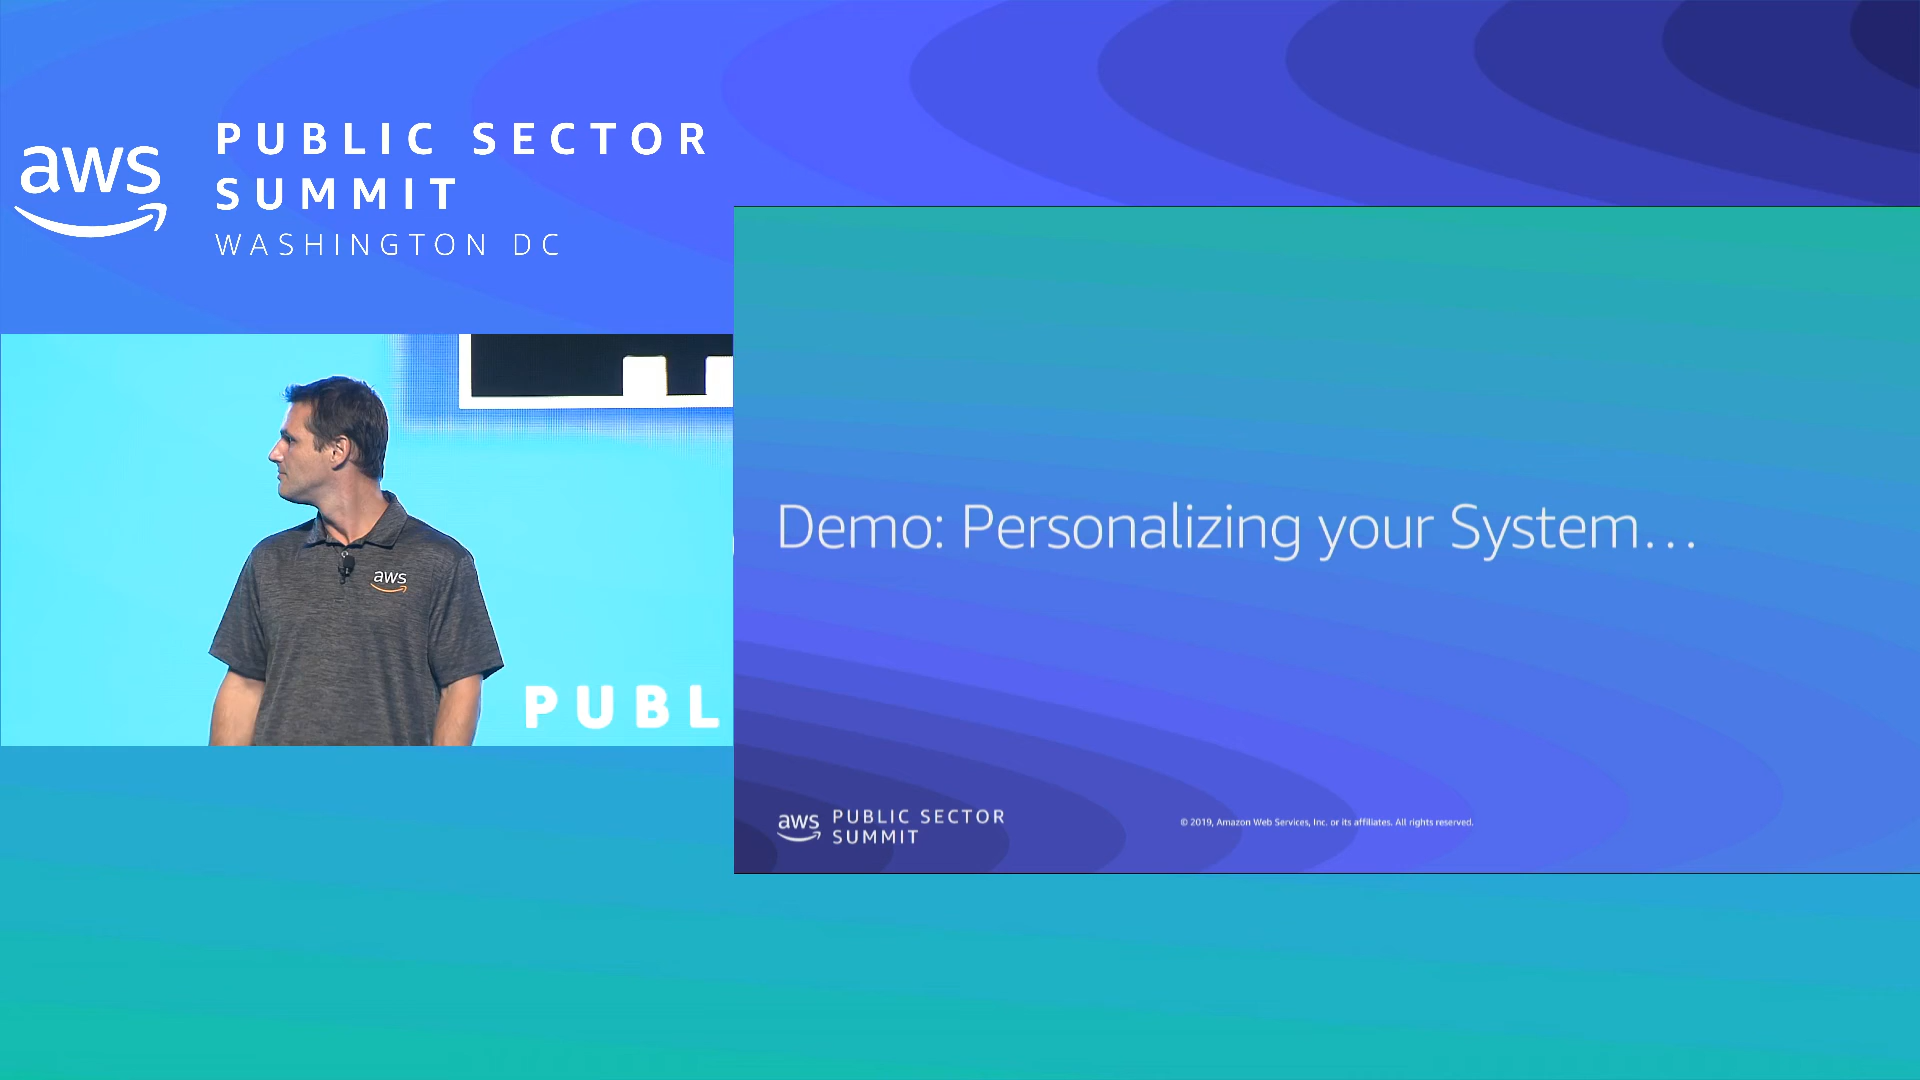 aws
PUBLIC SECTOR
SUMMIT
WASHINGTON DC
aws
PUBL
Demo: Personalizing your System...
aws
PUBLIC SECTOR
SUMMIT
© 2019, Amazon Web Services, Inc. or its affiliates. All rights reserved.